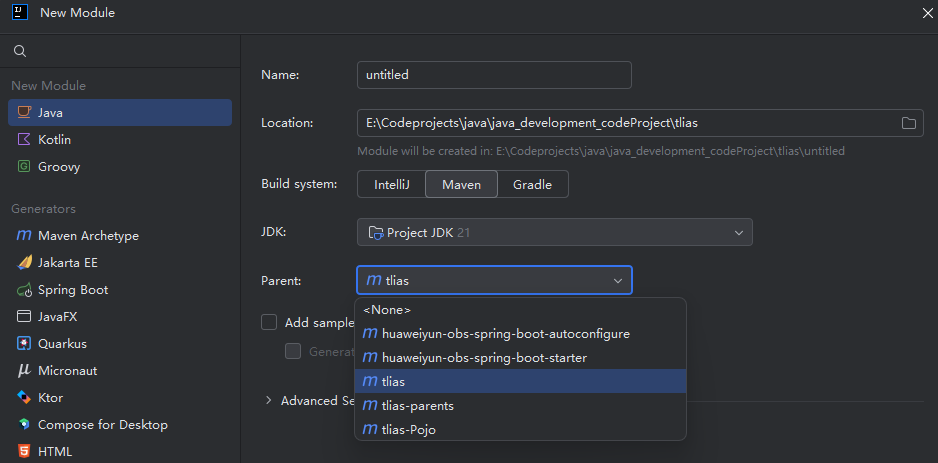 New Module
New Module
Java
Kotlin
Groovy
Generators
Maven Archetype
Jakarta EE
Spring Boot
JavaFX
Quarkus
Micronaut
Ktor
Compose for Desktop
HTML
Name:
untitled
Location:
E:\Codeprojects\java\java_development_codeProject\tlias
Module will be created in: E:\Codeprojects\java\java_development_codeProject\tlias\untitled
Build system:
IntelliJ
Maven
Gradle
JDK:
Project JDK 21
Parent:
m tlias
<None>
m huaweiyun-obs-spring-boot-autoconfigure
m huaweiyun-obs-spring-boot-starter
m tlias
m tlias-parents
m tlias-Pojo
Add sample
Generat
Advanced Se